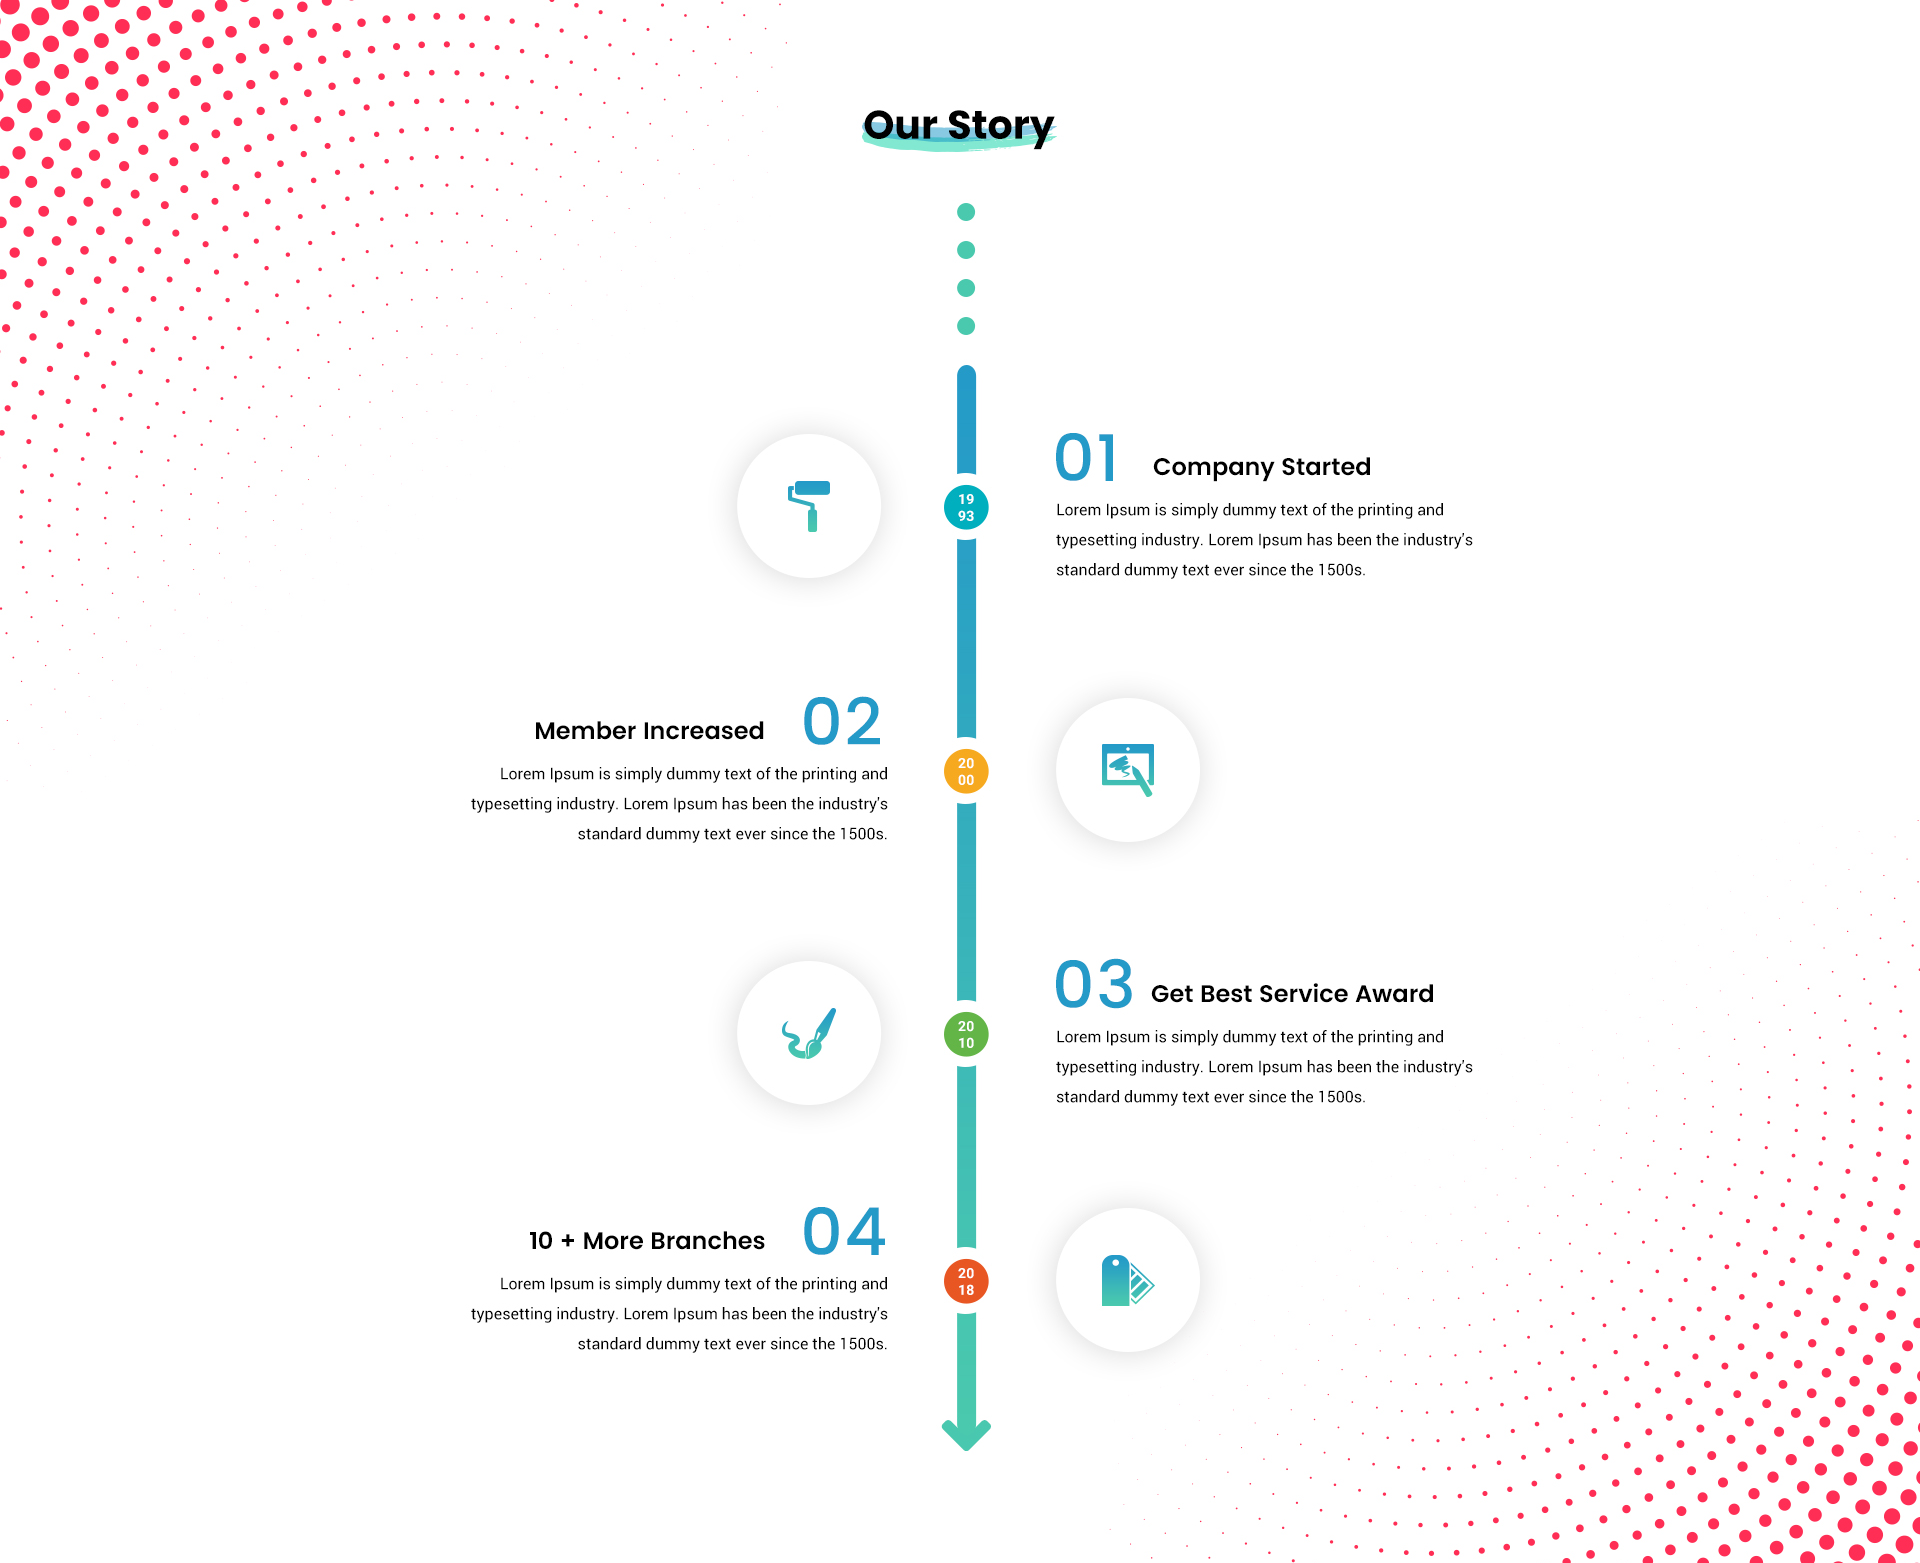 Our Story
19
93
01 Company Started
Lorem Ipsum is simply dummy text of the printing and
typesetting industry. Lorem Ipsum has been the industry's
standard dummy text ever since the 1500s.
Member Increased 02
Lorem Ipsum is simply dummy text of the printing and
typesetting industry. Lorem Ipsum has been the industry's
standard dummy text ever since the 1500s.
20
00
20
10
03 Get Best Service Award
Lorem Ipsum is simply dummy text of the printing and
typesetting industry. Lorem Ipsum has been the industry's
standard dummy text ever since the 1500s.
10 + More Branches 04
Lorem Ipsum is simply dummy text of the printing and
typesetting industry. Lorem Ipsum has been the industry's
standard dummy text ever since the 1500s.
20
18